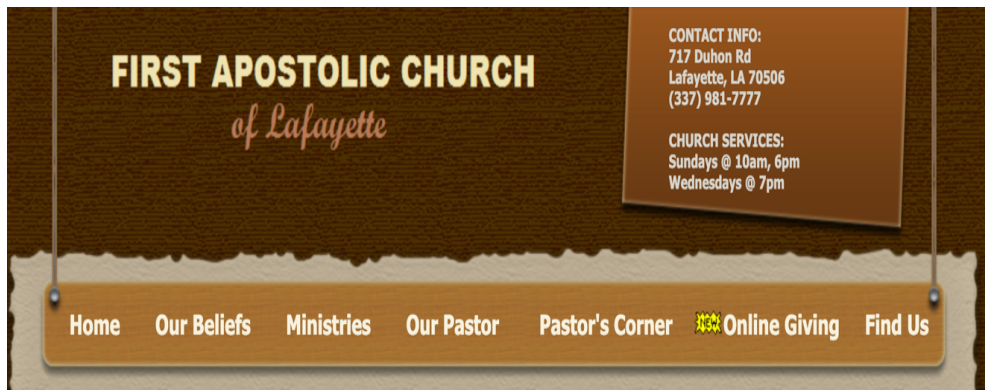 FIRST APOSTOLIC CHURCH
of Lafayette
CONTACT INFO:
717 Duhon Rd
Lafayette, LA 70506
(337) 981-7777
CHURCH SERVICES:
Sundays @ 10am, 6pm
Wednesdays @ 7pm
Home Our Beliefs Ministries Our Pastor Pastor's Corner NEW Online Giving Find Us